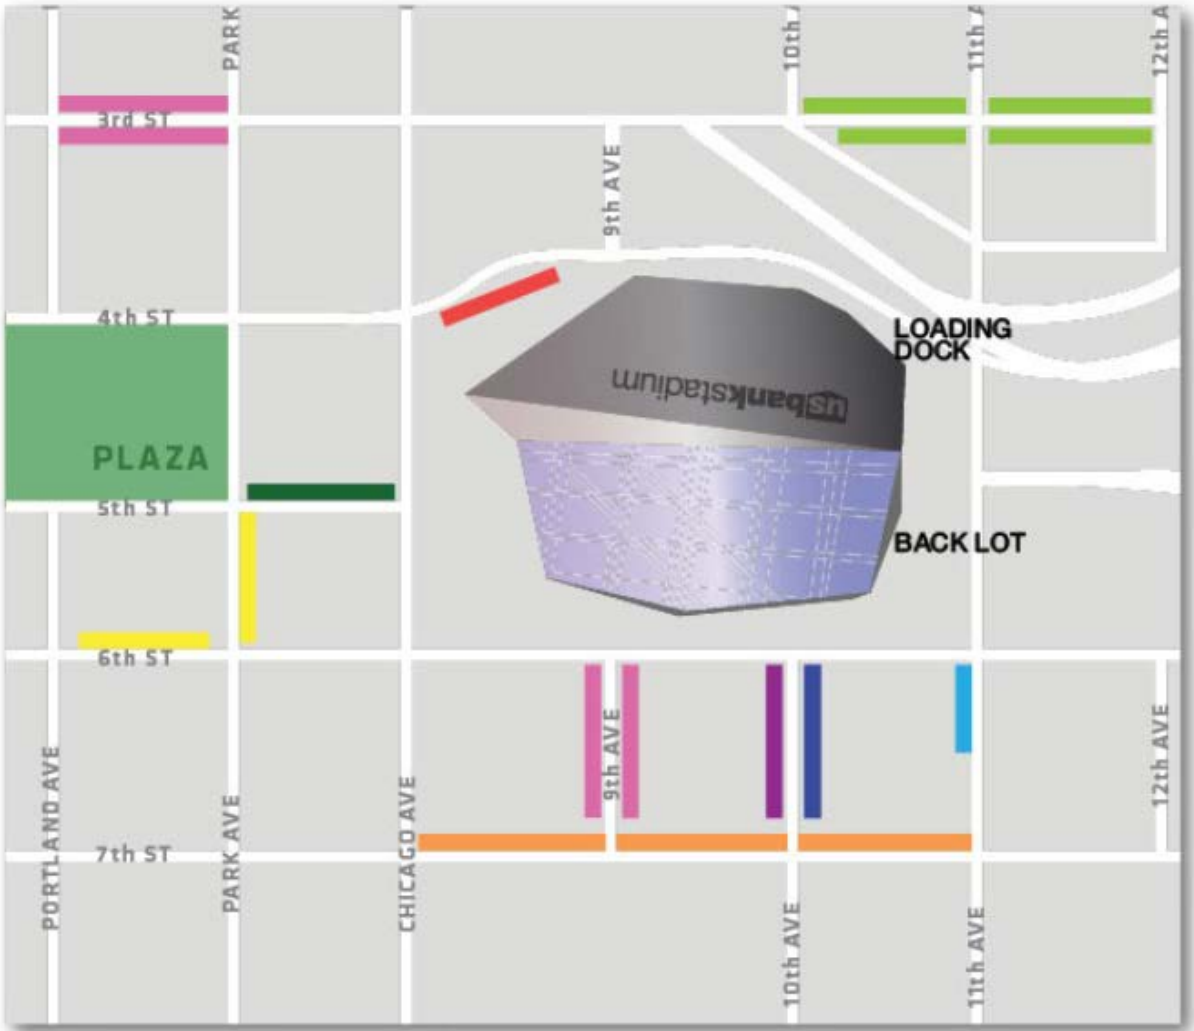 PARK
10th A
11th A
12th A
3rd ST
9th AVE
4th ST
LOADING
DOCK
usbankstadium
PLAZA
5th ST
BACK LOT
6th ST
9th AVE
12th AVE
PORTLAND AVE
PARK AVE
CHICAGO AVE
7th ST
10th AVE
11th AVE